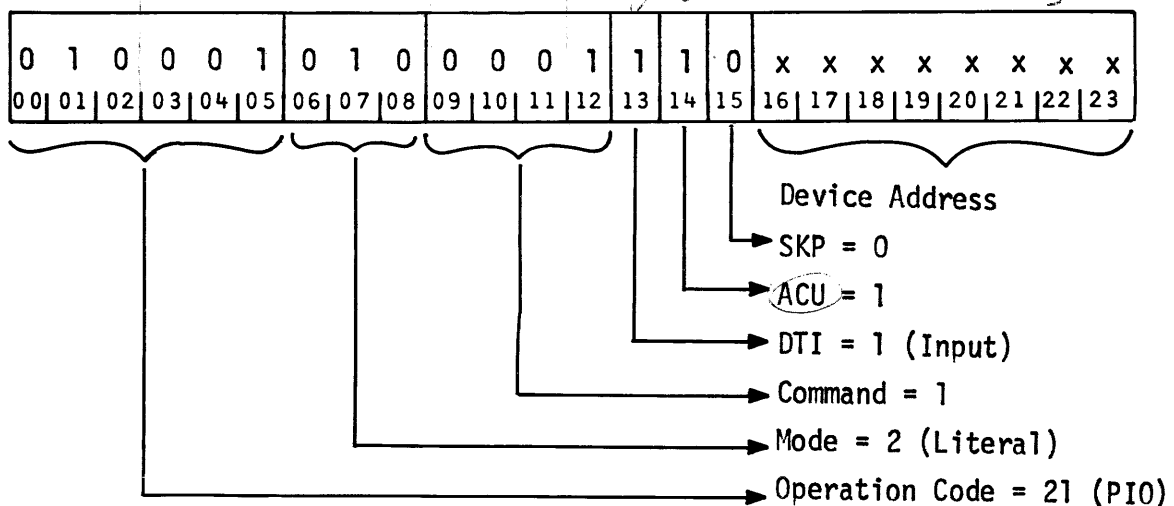 0 1 0 0 0 1 0 1 0 0 0 0 1 1 1 0 x x x x x x x x
00 01 02 03 04 05 06 07 08 09 10 11 12 13 14 15 16 17 18 19 20 21 22 23
Device Address
SKP = 0
ACU = 1
DTI = 1 (Input)
Command = 1
Mode = 2 (Literal)
Operation Code = 21 (PIO)